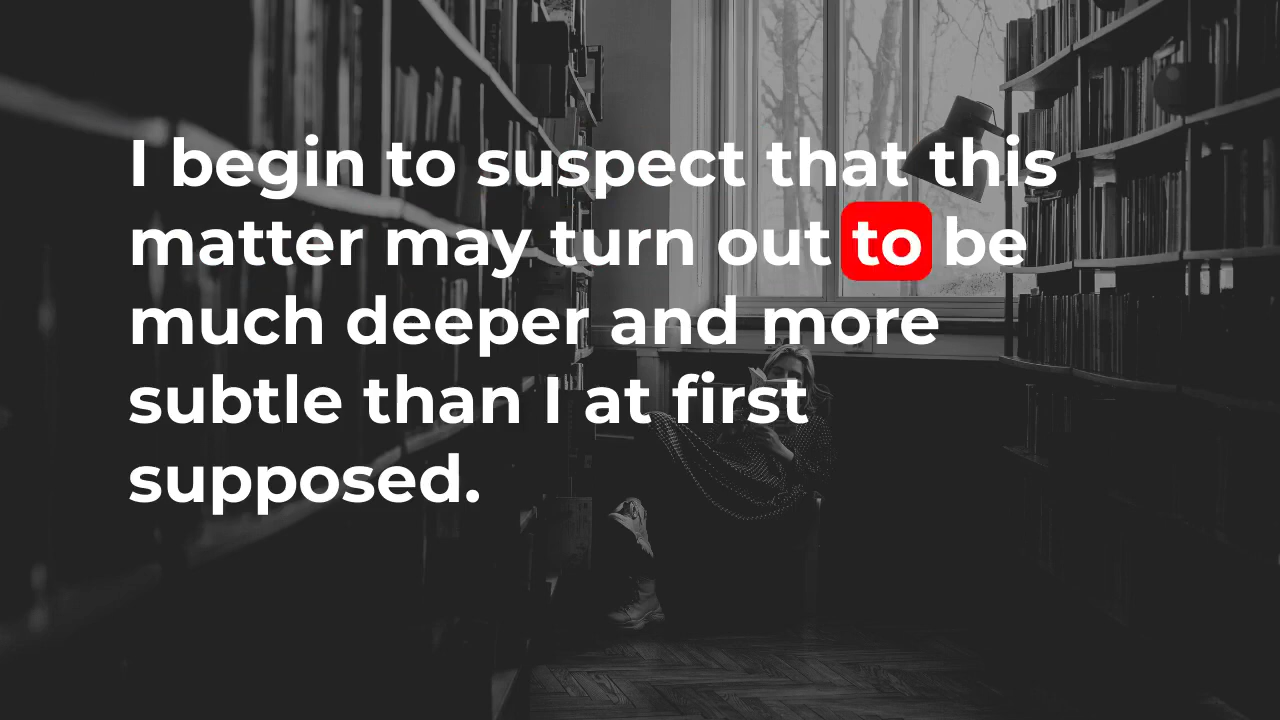 I begin to suspect that this
matter may turn out to be
much deeper and more
subtle than I at first
supposed.